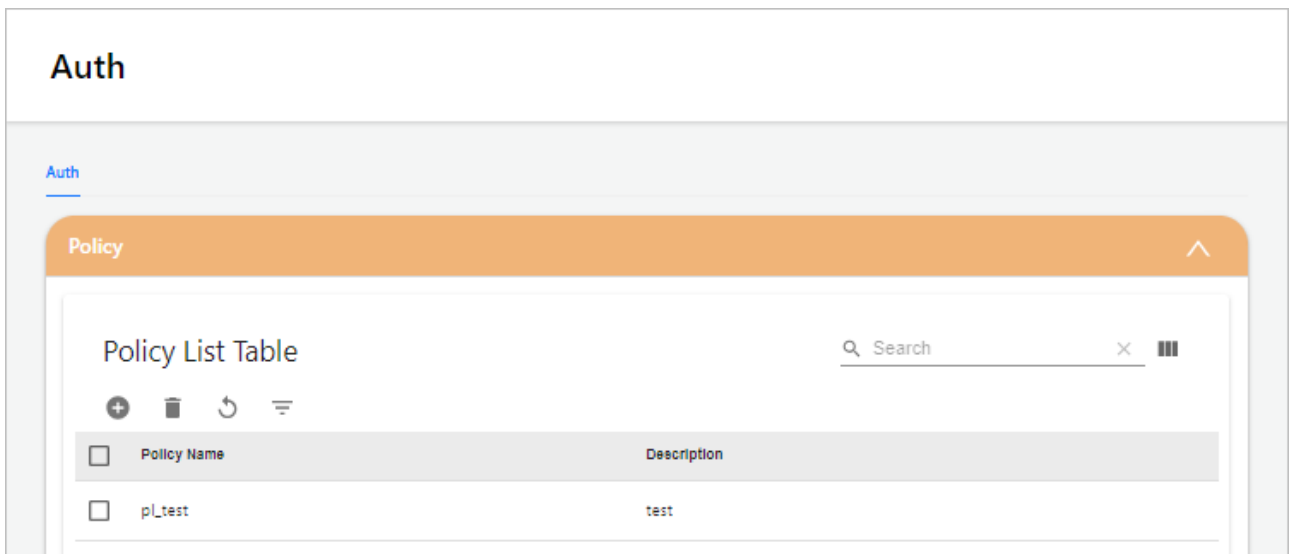 Auth
Auth
Policy
Policy List Table
Search
Policy Name Description
pl_test test